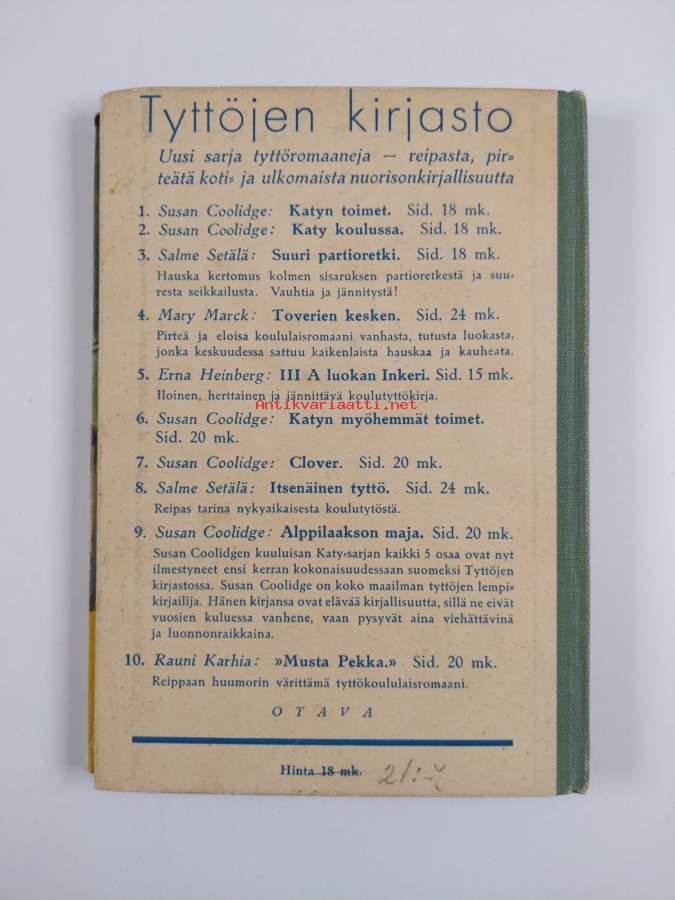 Tyttöjen kirjasto
Uusi sarja tyttöromaaneja — reipasta, pir=
teätä koti= ja ulkomaista nuorisonkirjallisuutta
1. Susan Coolidge: Katyn toimet. Sid. 18 mk.
2. Susan Coolidge: Katy koulussa. Sid. 18 mk.
3. Salme Setälä: Suuri partioretki. Sid. 18 mk.
Hauska kertomus kolmen sisaruksen partioretkestä ja suu=
resta seikkailusta. Vauhtia ja jännitystä!
4. Mary Marck: Toverien kesken. Sid. 24 mk.
Pirteä ja eloisa koululaisromaani vanhasta, tutusta luokasta,
jonka keskuudessa sattuu kaikenlaista hauskaa ja kauheata.
5. Erna Heinberg: III A luokan Inkeri. Sid. 15 mk.
Iloinen, herttainen ja jännittävä koulutyttökirja.
Antikvariaatti.net
6. Susan Coolidge: Katyn myöhemmät toimet.
Sid. 20 mk.
7. Susan Coolidge: Clover. Sid. 20 mk.
8. Salme Setälä: Itsenäinen tyttö. Sid. 24 mk.
Reipas tarina nykyaikaisesta koulutytöstä.
9. Susan Coolidge: Alppilaakson maja. Sid. 20 mk.
Susan Coolidgen kuuluisan Katy=sarjan kaikki 5 osaa ovat nyt
ilmestyneet ensi kerran kokonaisuudessaan suomeksi Tyttöjen
kirjastossa. Susan Coolidge on koko maailman tyttöjen lempi=
kirjailija. Hänen kirjansa ovat elävää kirjallisuutta, sillä ne eivät
vuosien kuluessa vanhene, vaan pysyvät aina viehättävinä
ja luonnonraikkaina.
10. Rauni Karhia: »Musta Pekka.» Sid. 20 mk.
Reippaan huumorin värittämä tyttökoululaisromaani.
OTAVA
Hinta 18 mk. 21:-